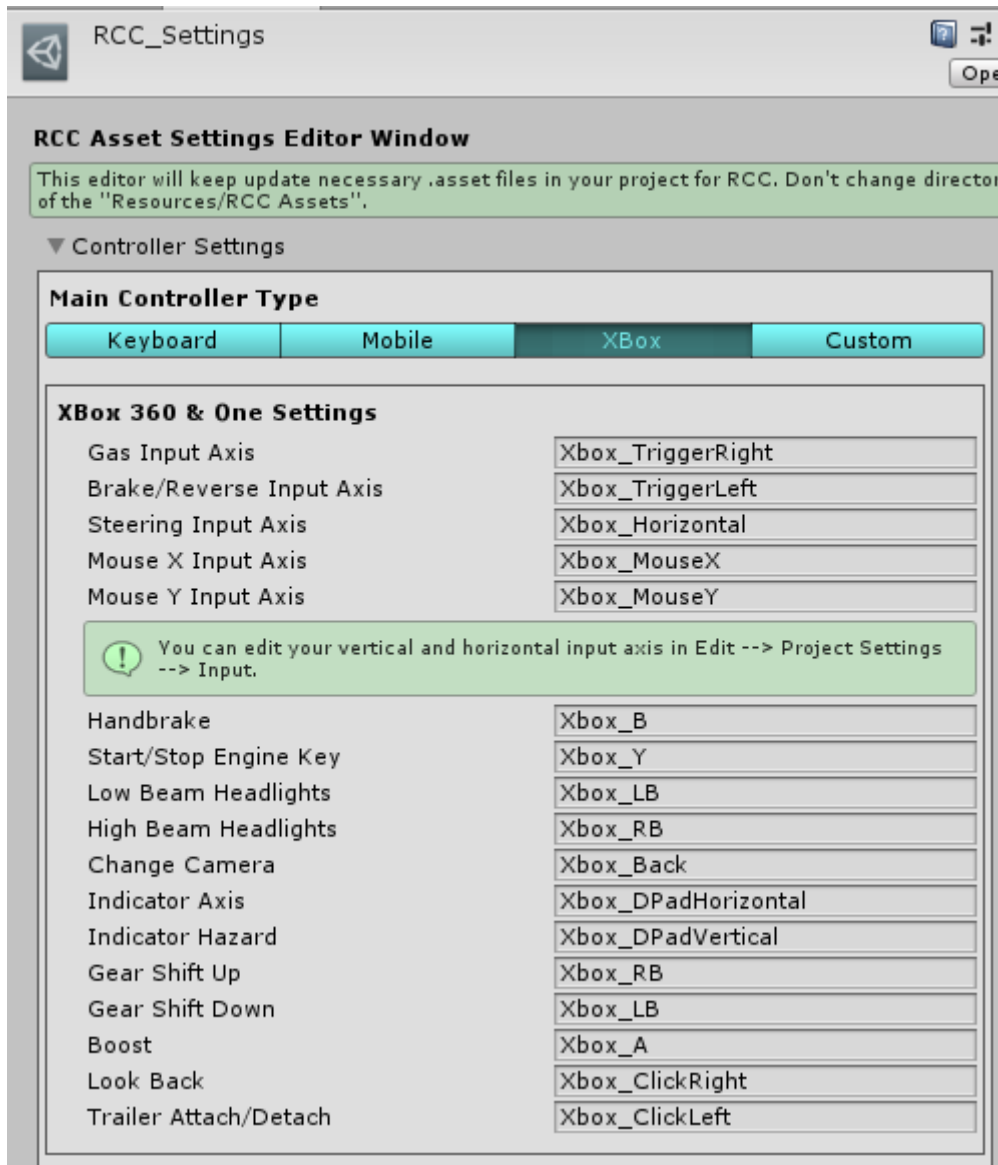 RCC_Settings
Ope
RCC Asset Settings Editor Window
This editor will keep update necessary .asset files in your project for RCC. Don't change director
of the "Resources/RCC Assets".
Controller Settings
Main Controller Type
Keyboard Mobile XBox Custom
XBox 360 & One Settings
Gas Input Axis Xbox_TriggerRight
Brake/Reverse Input Axis Xbox_TriggerLeft
Steering Input Axis Xbox_Horizontal
Mouse X Input Axis Xbox_MouseX
Mouse Y Input Axis Xbox_MouseY
You can edit your vertical and horizontal input axis in Edit --> Project Settings
--> Input.
Handbrake Xbox_B
Start/Stop Engine Key Xbox_Y
Low Beam Headlights Xbox_LB
High Beam Headlights Xbox_RB
Change Camera Xbox_Back
Indicator Axis Xbox_DPadHorizontal
Indicator Hazard Xbox_DPadVertical
Gear Shift Up Xbox_RB
Gear Shift Down Xbox_LB
Boost Xbox_A
Look Back Xbox_ClickRight
Trailer Attach/Detach Xbox_ClickLeft